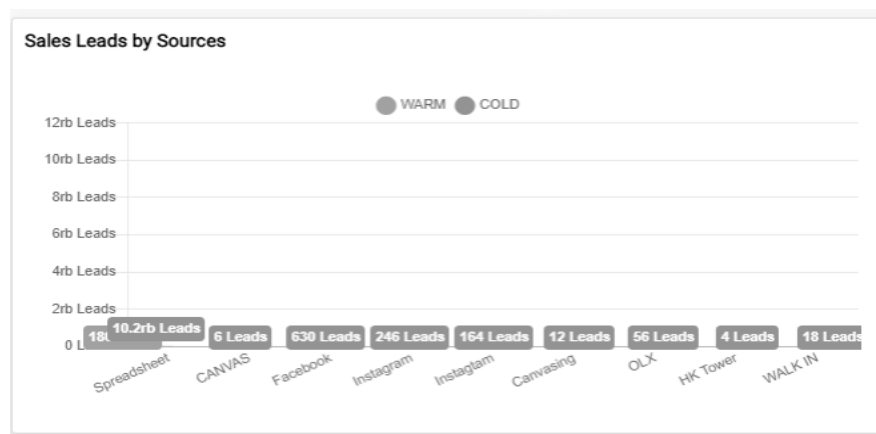 Sales Leads by Sources
WARM COLD
12rb Leads
10rb Leads
8rb Leads
6rb Leads
4rb Leads
2rb Leads
10.2rb Leads 6 Leads 630 Leads 246 Leads 164 Leads 12 Leads 56 Leads 4 Leads 18 Leads
Spreadsheet CANVAS Facebook Instagram Instagtam Canvasing OLX HK Tower WALK IN